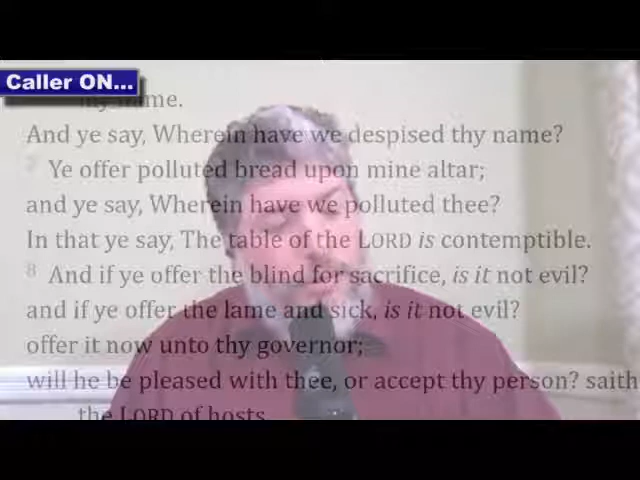 Caller ON...
my name.
And ye say, Wherein have we despised thy name?
7 Ye offer polluted bread upon mine altar;
and ye say, Wherein have we polluted thee?
In that ye say, The table of the LORD is contemptible.
8 And if ye offer the blind for sacrifice, is it not evil?
and if ye offer the lame and sick, is it not evil?
offer it now unto thy governor;
will he be pleased with thee, or accept thy person? saith
the LORD of hosts